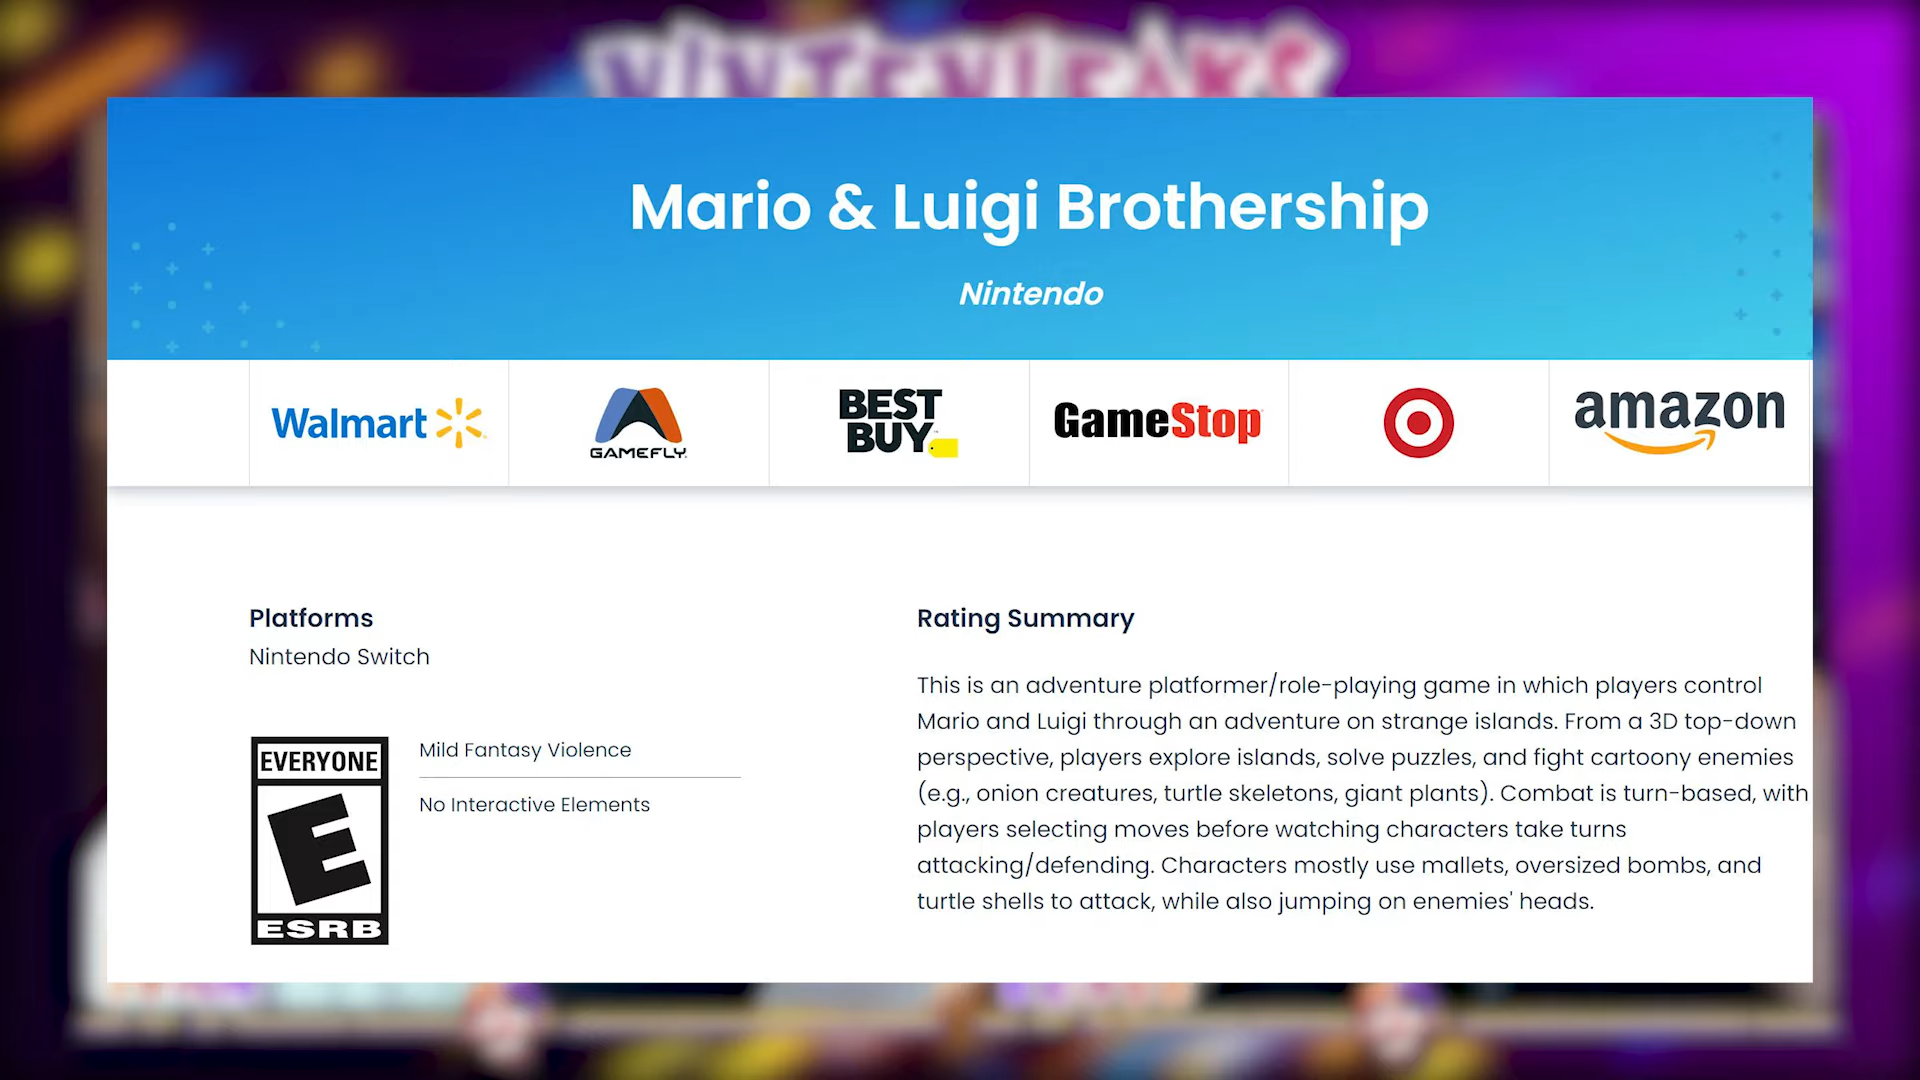 NINTENLEAKS
Mario & Luigi Brothership
Nintendo
Walmart
GAMEFLY
BEST
BUY
GameStop
amazon
Platforms
Nintendo Switch
EVERYONE
E
ESRB
Mild Fantasy Violence
No Interactive Elements
Rating Summary
This is an adventure platformer/role-playing game in which players control
Mario and Luigi through an adventure on strange islands. From a 3D top-down
perspective, players explore islands, solve puzzles, and fight cartoony enemies
(e.g., onion creatures, turtle skeletons, giant plants). Combat is turn-based, with
players selecting moves before watching characters take turns
attacking/defending. Characters mostly use mallets, oversized bombs, and
turtle shells to attack, while also jumping on enemies' heads.